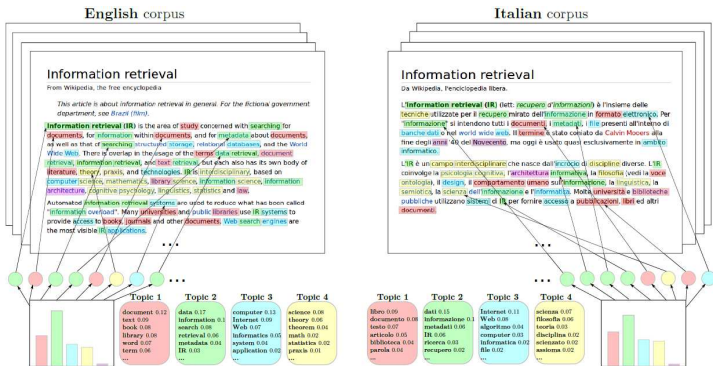 English corpus
Information retrieval
From Wikipedia, the free encyclopedia
This article is about information retrieval in general. For the fictional government
department, see Brazil (film).
Information retrieval (IR) is the area of study concerned with searching for
documents, for information within documents, and for metadata about documents,
as well as that of searching structured storage, relational databases, and the World
Wide Web. There is overlap in the usage of the terms data retrieval, document
retrieval, information retrieval, and text retrieval, but each also has its own body of
literature, theory, praxis, and technologies. IR is interdisciplinary, based on
computer science, mathematics, library science, information science, information
architecture, cognitive psychology, linguistics, statistics and law.
Automated information retrieval systems are used to reduce what has been called
"information overload". Many universities and public libraries use IR systems to
provide access to books, journals and other documents. Web search engines are
the most visible IR applications.
...
...
Topic 1
document 0.12
text 0.09
book 0.08
library 0.08
word 0.07
term 0.06
...
Topic 2
data 0.17
information 0.1
search 0.08
retrieval 0.06
metadata 0.04
IR 0.03
...
Topic 3
computer 0.13
Internet 0.09
Web 0.07
informatics 0.05
system 0.04
application 0.02
...
Topic 4
science 0.08
theory 0.06
theorem 0.04
math 0.02
statistics 0.02
praxis 0.01
...
Italian corpus
Information retrieval
Da Wikipedia, l'enciclopedia libera.
L'Information retrieval (IR) (lett: recupero d'informazioni) è l'insieme delle
tecniche utilizzate per il recupero mirato dell'informazione in formato elettronico. Per
"informazione" si intendono tutti i documenti, i metadati, i file presenti all'interno di
banche dati o nel world wide web. Il termine è stato coniato da Calvin Mooers alla
fine degli anni '40 del Novecento, ma oggi è usato quasi esclusivamente in ambito
informatico.
L'IR è un campo interdisciplinare che nasce dall'incrocio di discipline diverse. L'IR
coinvolge la psicologia cognitiva, l'architettura informativa, la filosofia (vedi la voce
ontologia), il design, il comportamento umano sull'informazione, la linguistica, la
semiotica, la scienza dell'informazione e l'informatica. Molte università e biblioteche
pubbliche utilizzano sistemi di IR per fornire accesso a pubblicazioni, libri ed altri
documenti.
...
...
Topic 1
libro 0.09
documento 0.08
testo 0.07
articolo 0.05
biblioteca 0.04
parola 0.04
...
Topic 2
dati 0.15
informazione 0.1
metadati 0.06
IR 0.06
ricerca 0.03
recupero 0.02
...
Topic 3
Internet 0.11
Web 0.08
algoritmo 0.04
computer 0.03
informatica 0.02
file 0.02
...
Topic 4
scienza 0.07
filosofia 0.06
teoria 0.03
disciplina 0.02
scienziato 0.02
assioma 0.02
...